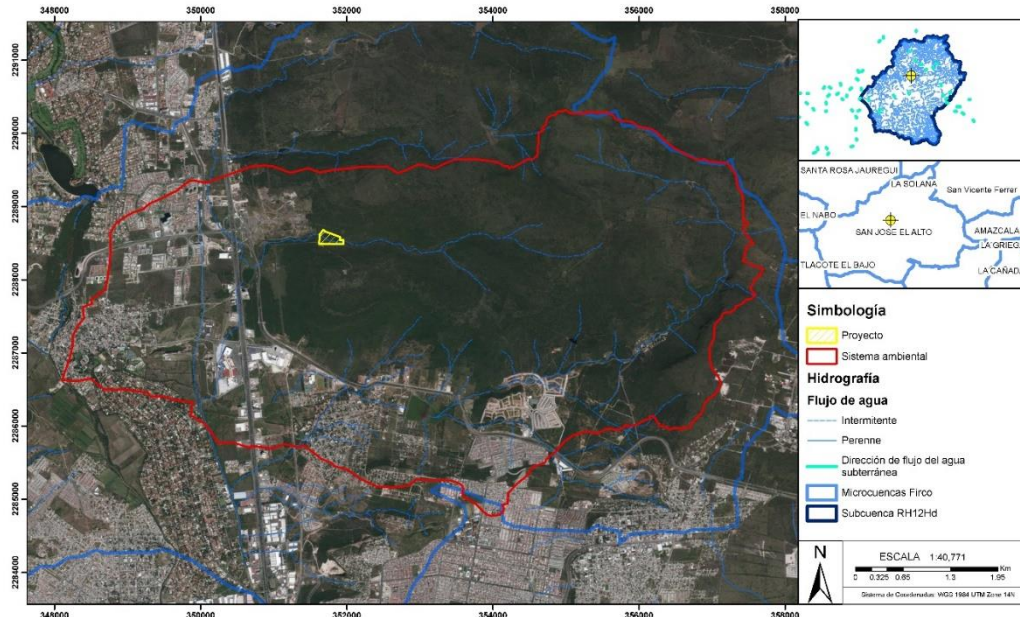 348000 350000 352000 354000 356000 358000
2291000
2290000
2289000
2288000
2287000
2286000
2285000
2284000
348000 350000 352000 354000 356000 358000
SANTA ROSA JAUREGUI
LA SOLANA
San Vicente Ferrer
EL NABO
SAN JOSE EL ALTO
AMAZCALA
LA GRIEGA
TLACOTE EL BAJO
LA CAÑADA
Simbología
Proyecto
Sistema ambiental
Hidrografía
Flujo de agua
Intermitente
Perenne
Dirección de flujo del agua
subterránea
Microcuencas Firco
Subcuenca RH12Hd
N
ESCALA 1:40,771
Km
0 0.325 0.65 1.3 1.95
Sistema de Coordenadas: WGS 1984 UTM Zone 14N